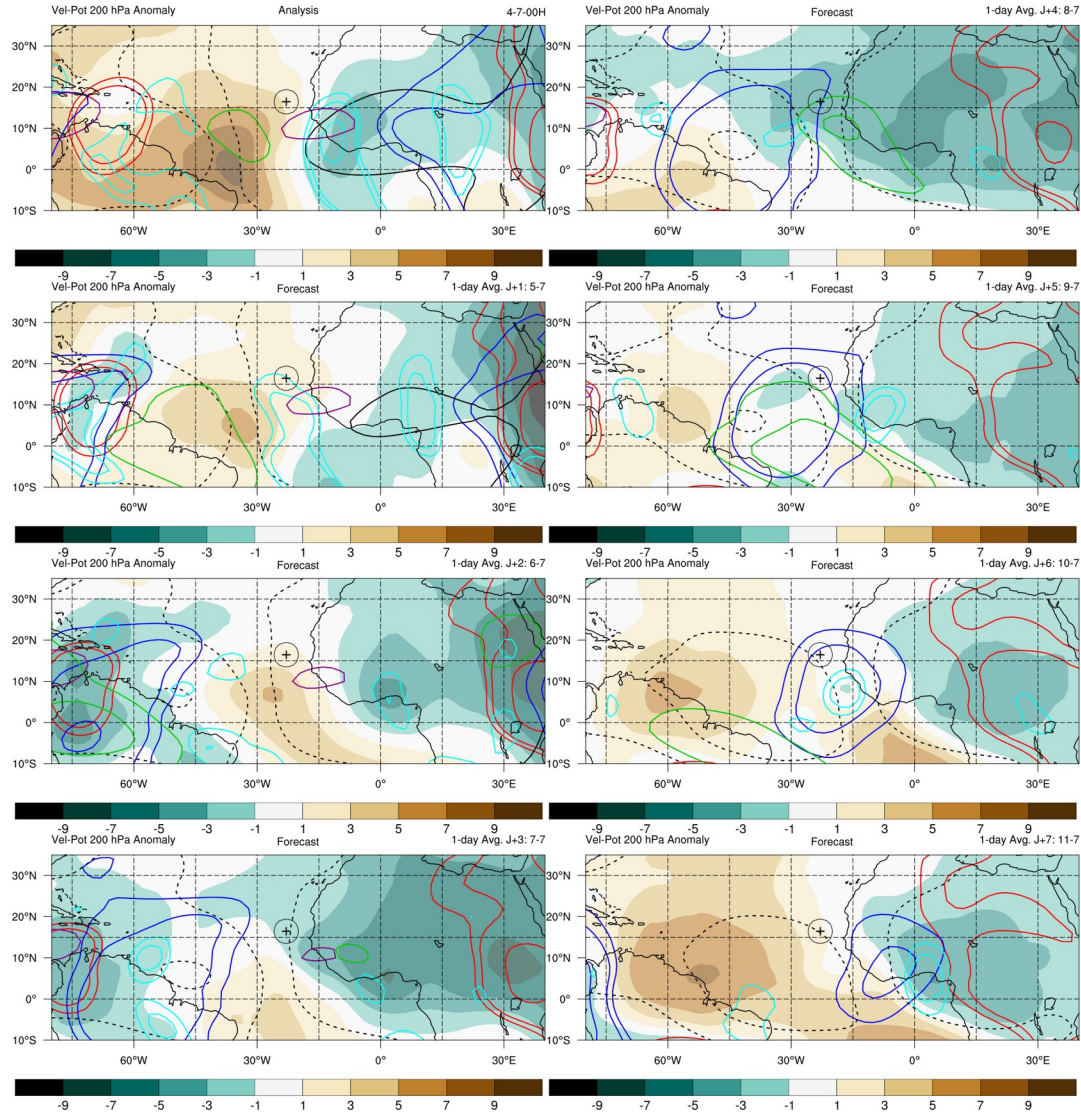 Vel-Pot 200 hPa Anomaly Analysis 4-7-00H
30°N
20°N
10°N
0°
10°S
60°W 30°W 0° 30°E
-9 -7 -5 -3 -1 1 3 5 7 9
Vel-Pot 200 hPa Anomaly Forecast 1-day Avg. J+4: 8-7
30°N
20°N
10°N
0°
10°S
60°W 30°W 0° 30°E
-9 -7 -5 -3 -1 1 3 5 7 9
Vel-Pot 200 hPa Anomaly Forecast 1-day Avg. J+1: 5-7
30°N
20°N
10°N
0°
10°S
60°W 30°W 0° 30°E
-9 -7 -5 -3 -1 1 3 5 7 9
Vel-Pot 200 hPa Anomaly Forecast 1-day Avg. J+5: 9-7
30°N
20°N
10°N
0°
10°S
60°W 30°W 0° 30°E
-9 -7 -5 -3 -1 1 3 5 7 9
Vel-Pot 200 hPa Anomaly Forecast 1-day Avg. J+2: 6-7
30°N
20°N
10°N
0°
10°S
60°W 30°W 0° 30°E
-9 -7 -5 -3 -1 1 3 5 7 9
Vel-Pot 200 hPa Anomaly Forecast 1-day Avg. J+6: 10-7
30°N
20°N
10°N
0°
10°S
60°W 30°W 0° 30°E
-9 -7 -5 -3 -1 1 3 5 7 9
Vel-Pot 200 hPa Anomaly Forecast 1-day Avg. J+3: 7-7
30°N
20°N
10°N
0°
10°S
60°W 30°W 0° 30°E
-9 -7 -5 -3 -1 1 3 5 7 9
Vel-Pot 200 hPa Anomaly Forecast 1-day Avg. J+7: 11-7
30°N
20°N
10°N
0°
10°S
60°W 30°W 0° 30°E
-9 -7 -5 -3 -1 1 3 5 7 9